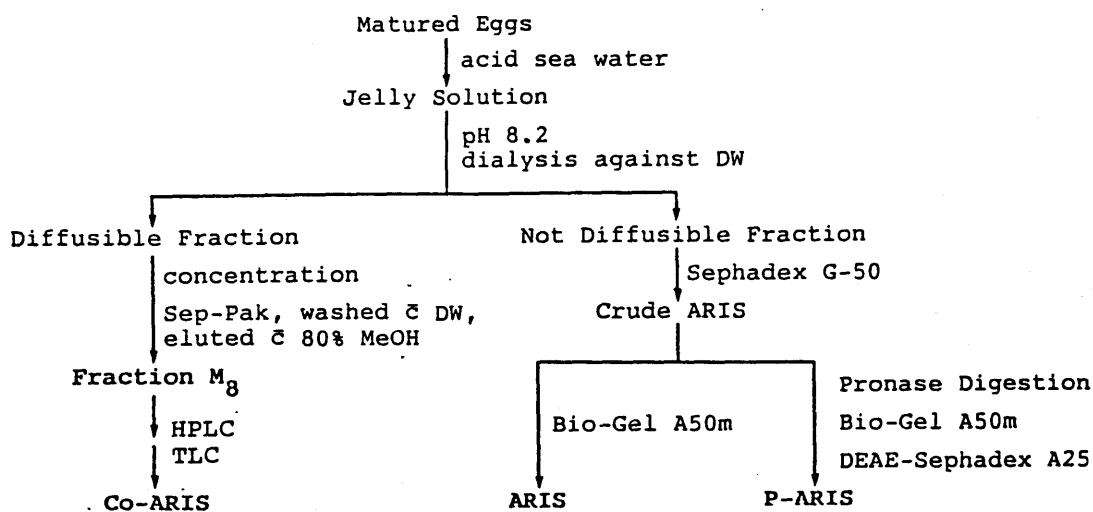 Matured Eggs
acid sea water
Jelly Solution
pH 8.2
dialysis against DW
Diffusible Fraction
Not Diffusible Fraction
concentration
Sep-Pak, washed c̄ DW,
eluted c̄ 80% MeOH
Sephadex G-50
Crude ARIS
Fraction M8
HPLC
TLC
Co-ARIS
Bio-Gel A50m
ARIS
Pronase Digestion
Bio-Gel A50m
DEAE-Sephadex A25
P-ARIS